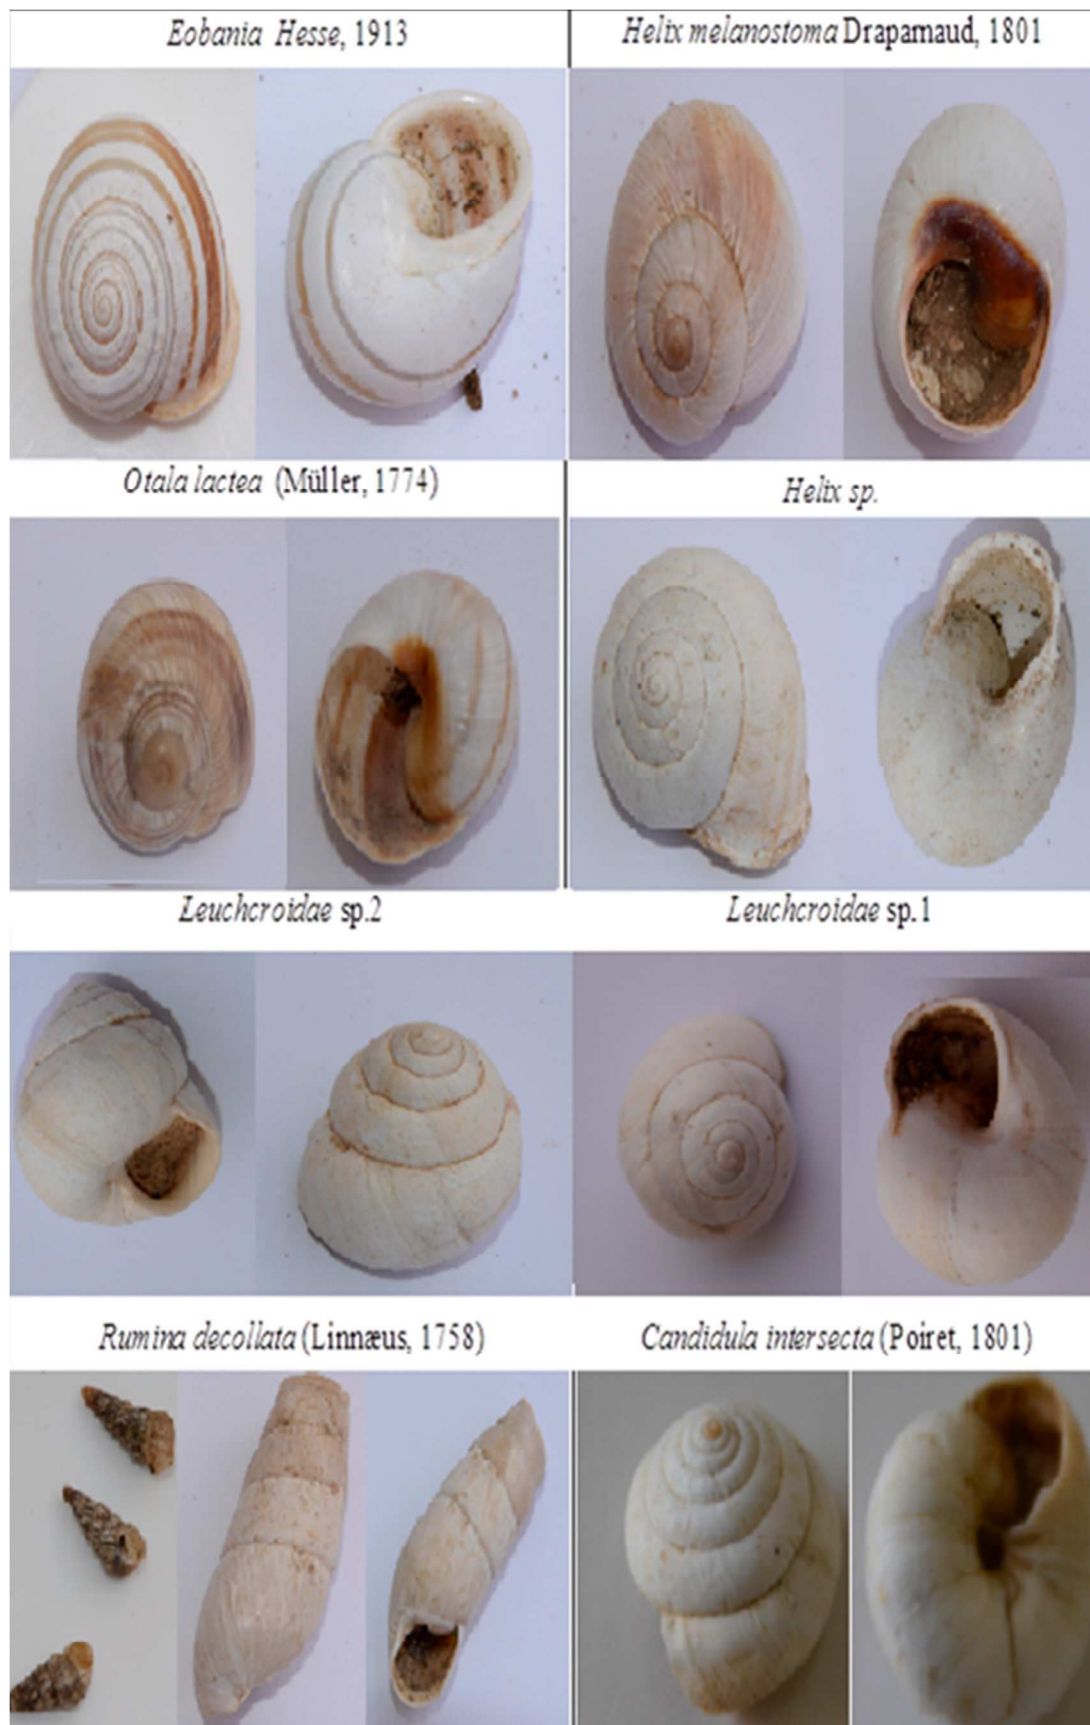 Eobania Hesse, 1913
Helix melanostoma Drapamaud, 1801
Otala lactea (Müller, 1774)
Helix sp.
Leuchcroidae sp.2
Leuchcroidae sp.1
Rumina decollata (Linnæus, 1758)
Candidula intersecta (Poiret, 1801)